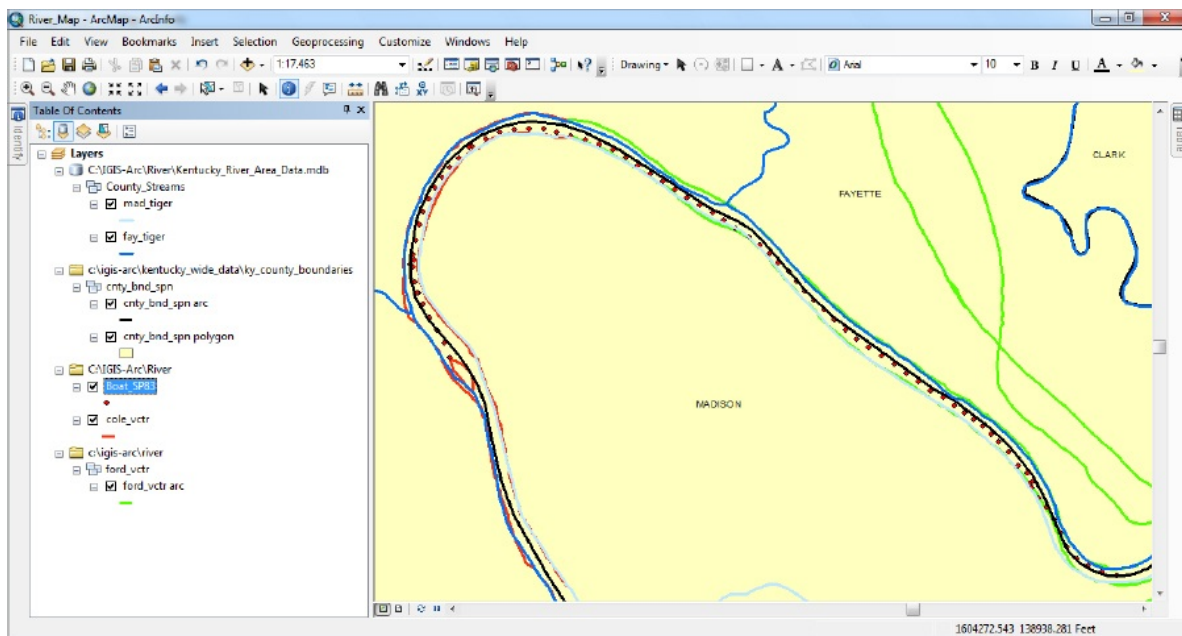 River_Map - ArcMap - ArcInfo
File Edit View Bookmarks Insert Selection Geoprocessing Customize Windows Help
1:17,463 Drawing Arial 10 B I U A
Table Of Contents
Identify
Table
Layers
C:\IGIS-Arc\River\Kentucky_River_Area_Data.mdb
County_Streams
mad_tiger
fay_tiger
c:\igis-arc\kentucky_wide_data\ky_county_boundaries
cnty_bnd_spn
cnty_bnd_spn arc
cnty_bnd_spn polygon
C:\IGIS-Arc\River
Boat_SP83
cole_vctr
c:\igis-arc\river
ford_vctr
ford_vctr arc
CLARK
FAYETTE
MADISON
1604272.543 138938.281 Feet